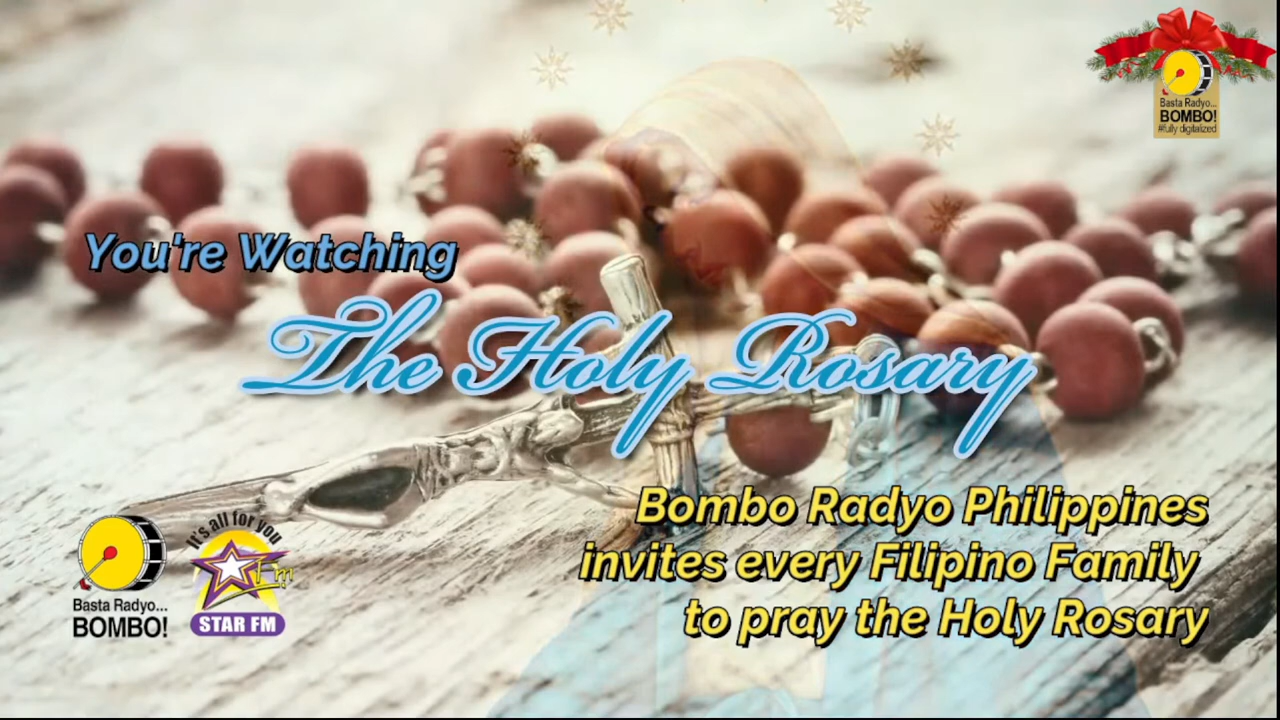 Basta Radyo...
BOMBO!
#fully digitalized
You're Watching
The Holy Rosary
Bombo Radyo Philippines
invites every Filipino Family
to pray the Holy Rosary
Basta Radyo...
BOMBO!
It's all for you
Fm
STAR FM